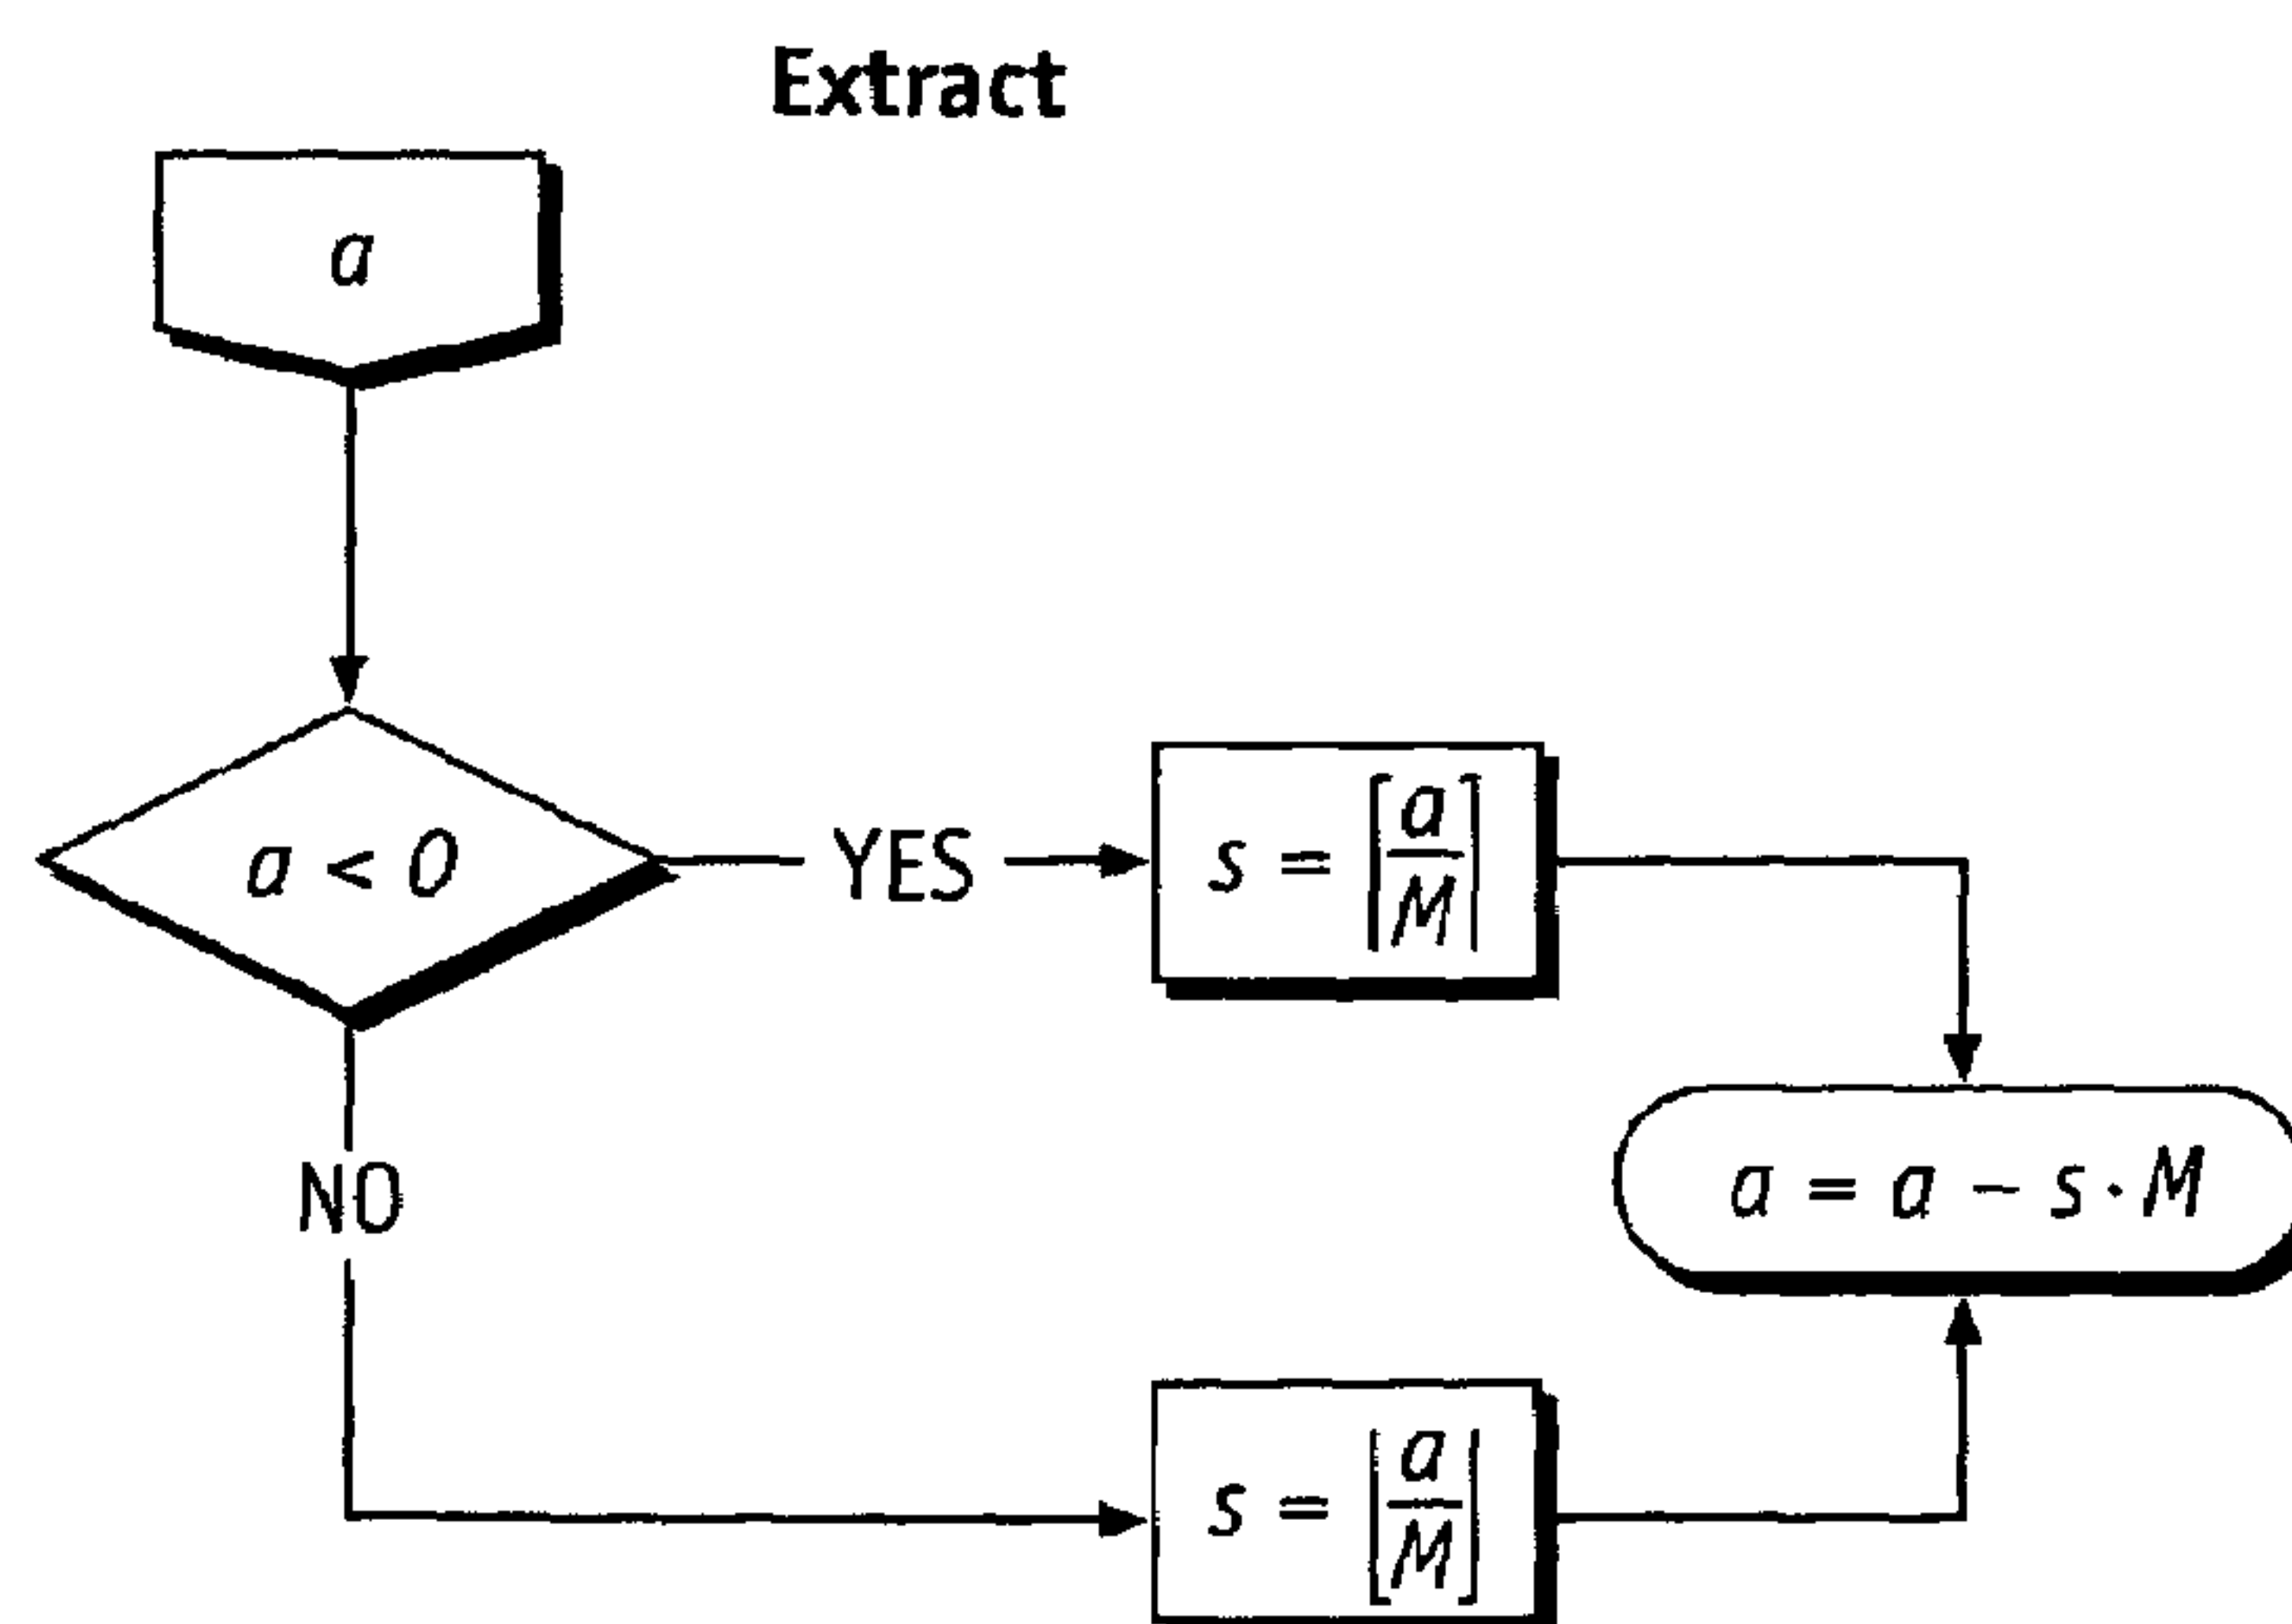 Extract
a
a < 0
YES
s = ⌈a/M⌉
NO
a = a − s · M
s = ⌊a/M⌋